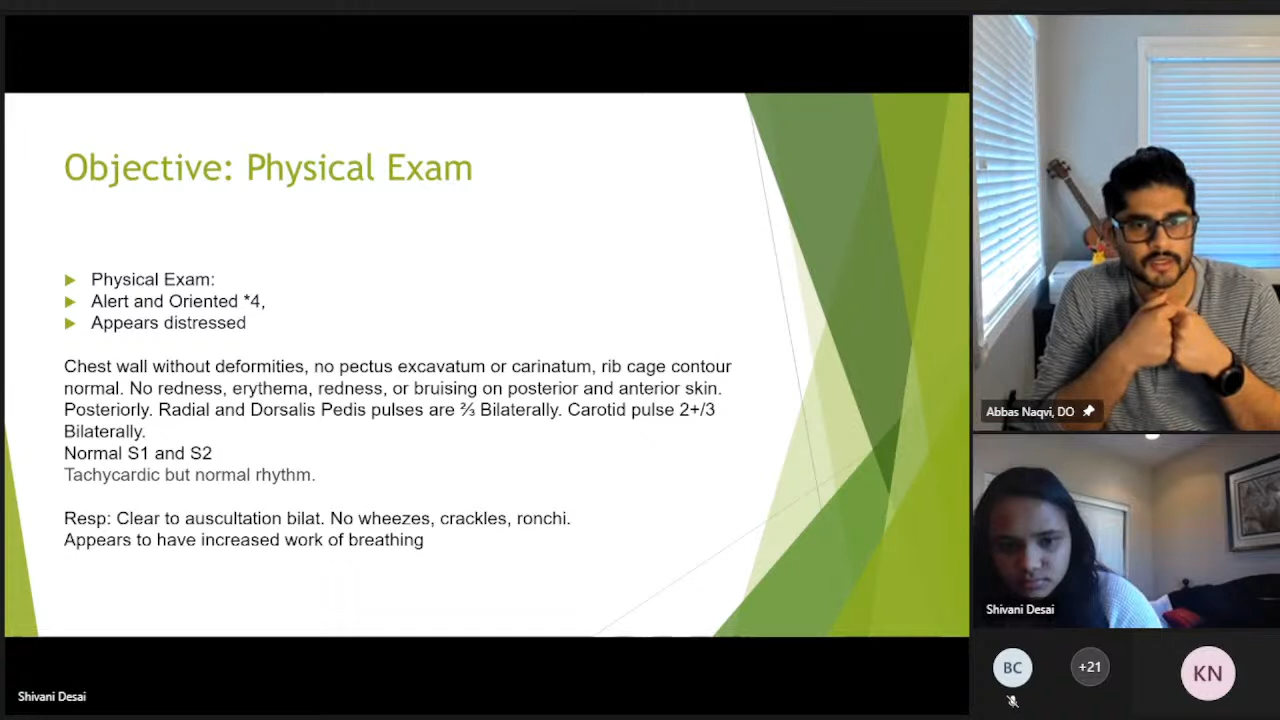 Objective: Physical Exam
Physical Exam:
Alert and Oriented *4,
Appears distressed
Chest wall without deformities, no pectus excavatum or carinatum, rib cage contour
normal. No redness, erythema, redness, or bruising on posterior and anterior skin.
Posteriorly. Radial and Dorsalis Pedis pulses are ⅔ Bilaterally. Carotid pulse 2+/3
Bilaterally.
Normal S1 and S2
Tachycardic but normal rhythm.
Resp: Clear to auscultation bilat. No wheezes, crackles, ronchi.
Appears to have increased work of breathing
Shivani Desai
Abbas Naqvi, DO
Shivani Desai
BC
+21
KN